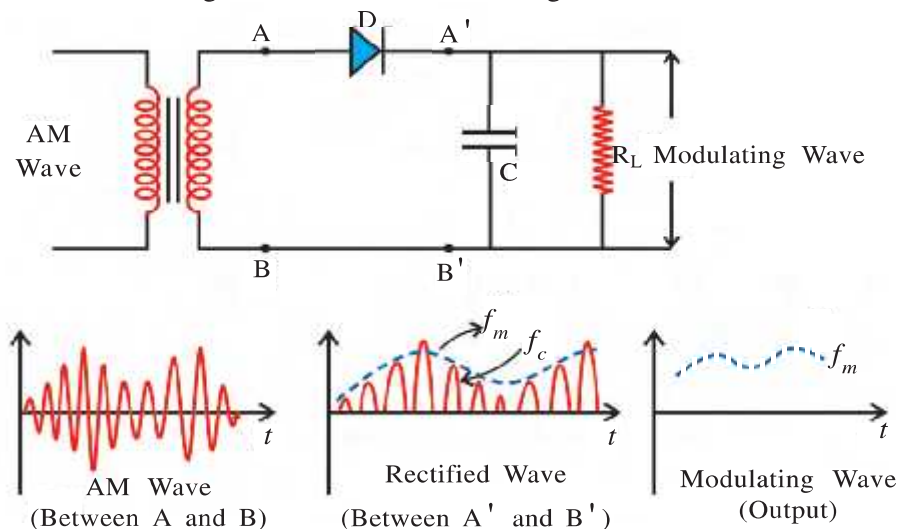 A
D
A'
AM
Wave
C
R_L Modulating Wave
B
B'
f_m
f_c
f_m
t
t
t
AM Wave
(Between A and B)
Rectified Wave
(Between A' and B')
Modulating Wave
(Output)